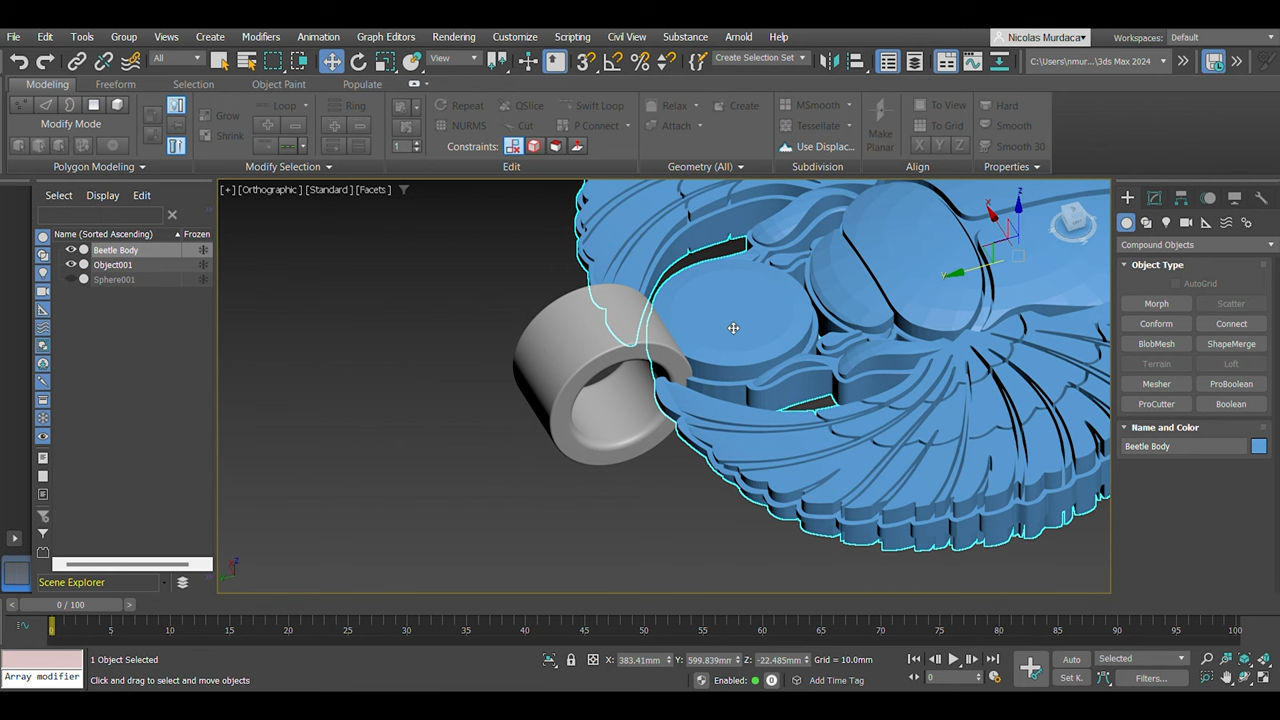 File Edit Tools Group Views Create Modifiers Animation Graph Editors Rendering Customize Scripting Civil View Substance Arnold Help Nicolas Murdaca Workspaces: Default
All View Create Selection Set C:\Users\nmur...ds Max 2024
Modeling Freeform Selection Object Paint Populate
Grow Loop Ring Repeat QSlice Swift Loop Relax Create MSmooth To View Hard
Modify Mode Shrink NURMS Cut P Connect Attach Tessellate Make Planar To Grid Smooth
1 Constraints: Use Displac... X Y Z Smooth 30
Polygon Modeling Modify Selection Edit Geometry (All) Subdivision Align Properties
Select Display Edit
[+] [Orthographic ] [Standard ] [Facets ]
Name (Sorted Ascending) Frozen
Beetle Body
Object001
Sphere001
Scene Explorer
Compound Objects
Object Type
AutoGrid
Morph Scatter
Conform Connect
BlobMesh ShapeMerge
Terrain Loft
Mesher ProBoolean
ProCutter Boolean
Name and Color
Beetle Body
z
y
0 / 100
0 5 10 15 20 25 30 35 40 45 50 55 60 65 70 75 80 85 90 95 100
1 Object Selected X: 383.41mm Y: 599.839mm Z: -22.485mm Grid = 10.0mm Auto Selected
Array modifier Click and drag to select and move objects Enabled: 0 Add Time Tag 0 Set K. Filters...